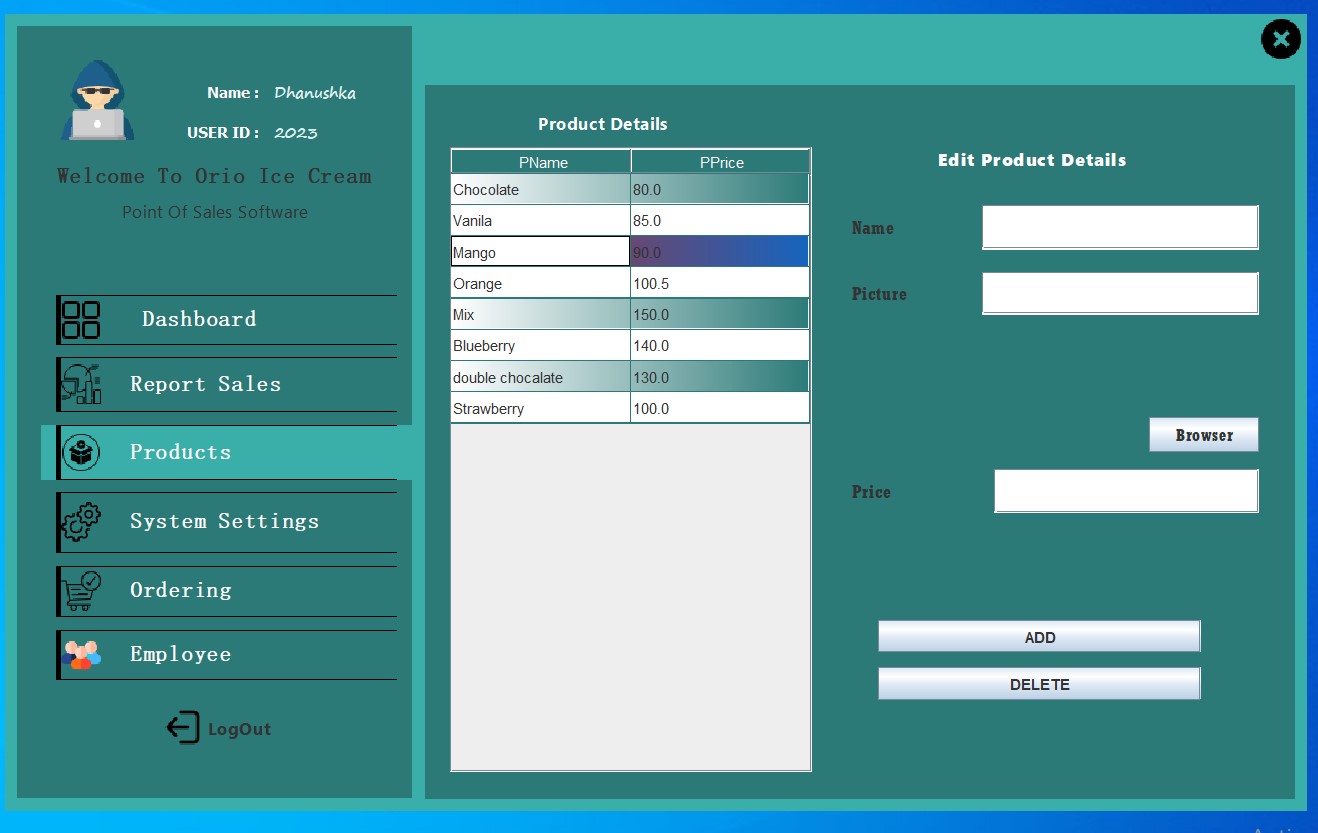 Name : Dhanushka
USER ID : 2023
Welcome To Orio Ice Cream
Point Of Sales Software
Dashboard
Report Sales
Products
System Settings
Ordering
Employee
LogOut
Product Details
PName PPrice
Chocolate 80.0
Vanila 85.0
Mango 90.0
Orange 100.5
Mix 150.0
Blueberry 140.0
double chocalate 130.0
Strawberry 100.0
Edit Product Details
Name
Picture
Browser
Price
ADD
DELETE